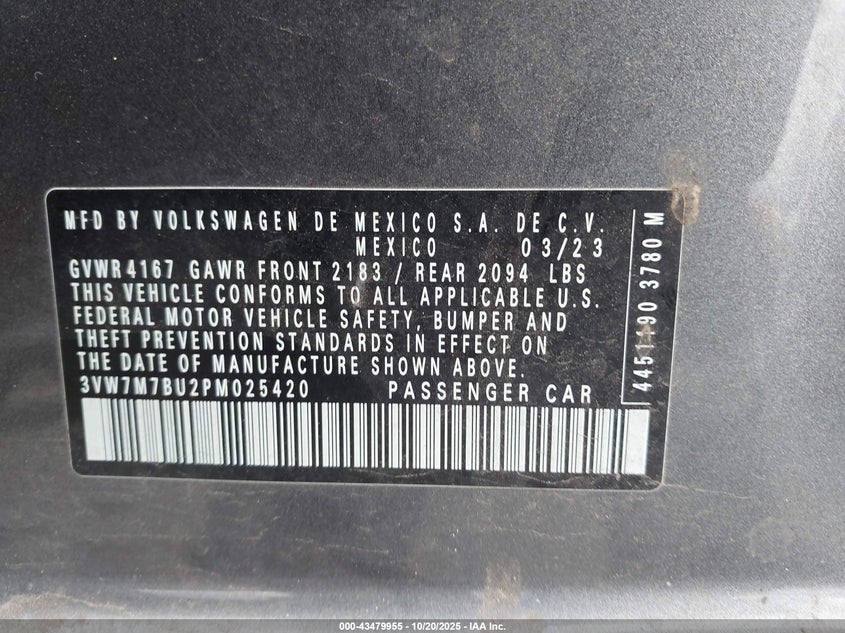 MFD BY VOLKSWAGEN DE MEXICO S.A. DE C.V.
MEXICO 03/23
GVWR 4167 GAWR FRONT 2183 / REAR 2094 LBS
THIS VEHICLE CONFORMS TO ALL APPLICABLE U.S.
FEDERAL MOTOR VEHICLE SAFETY, BUMPER AND
THEFT PREVENTION STANDARDS IN EFFECT ON
THE DATE OF MANUFACTURE SHOWN ABOVE.
3VW7M7BU2PM025420 PASSENGER CAR
4451190 3780 M
000-43479955 - 10/20/2025 - IAA Inc.